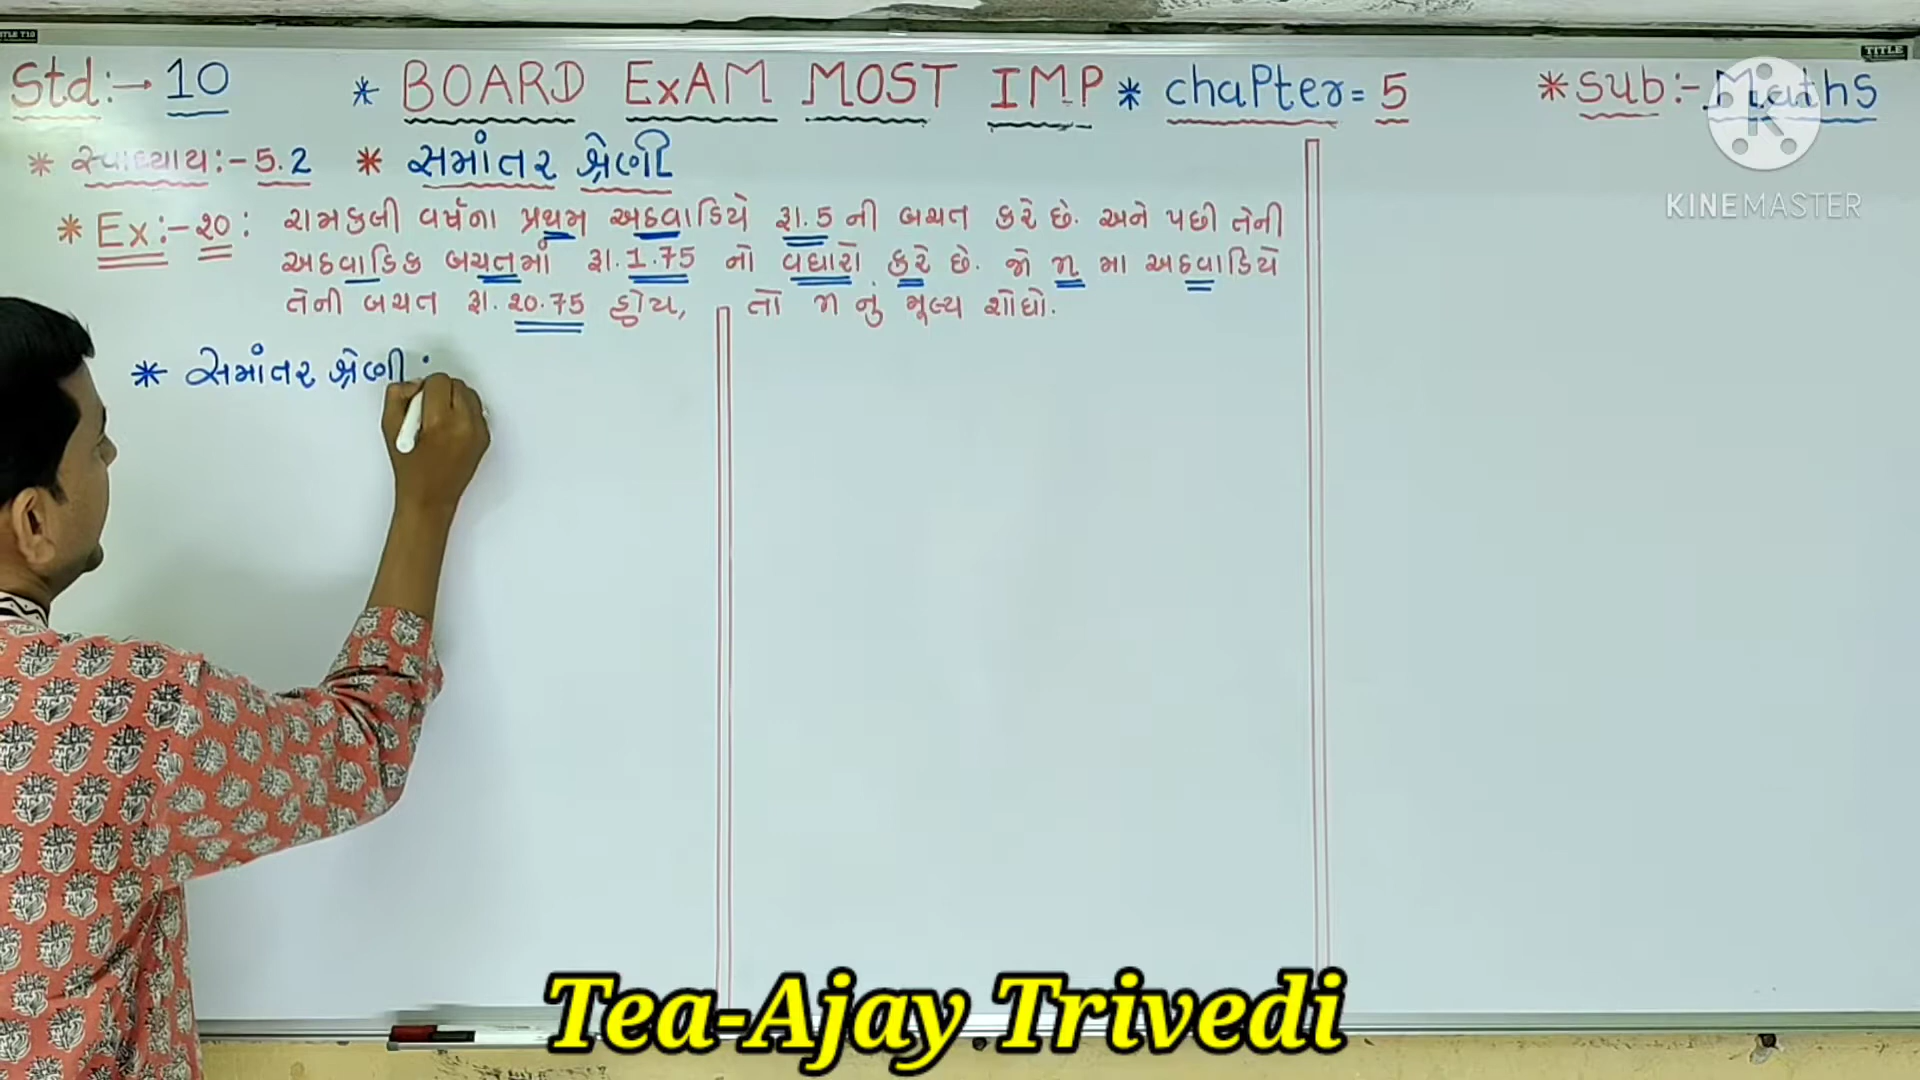 Std:- 10 * BOARD ExAM MOST IMP * chaPter = 5 * Sub:- Maths
* સ્વાધ્યાય:- 5.2 * સમાંતર શ્રેણી
* Ex:- 20: રામકલી વર્ષના પ્રથમ અઠવાડિયે રૂા. 5 ની બચત કરે છે. અને પછી તેની
અઠવાડિક બચતમાં રૂા. 1.75 નો વધારો કરે છે. જો n મા અઠવાડિયે
તેની બચત રૂા. 20.75 હોય, તો n નું મૂલ્ય શોધો.
* સમાંતર શ્રેણી :
KINEMASTER
TITLE
Tea-Ajay Trivedi